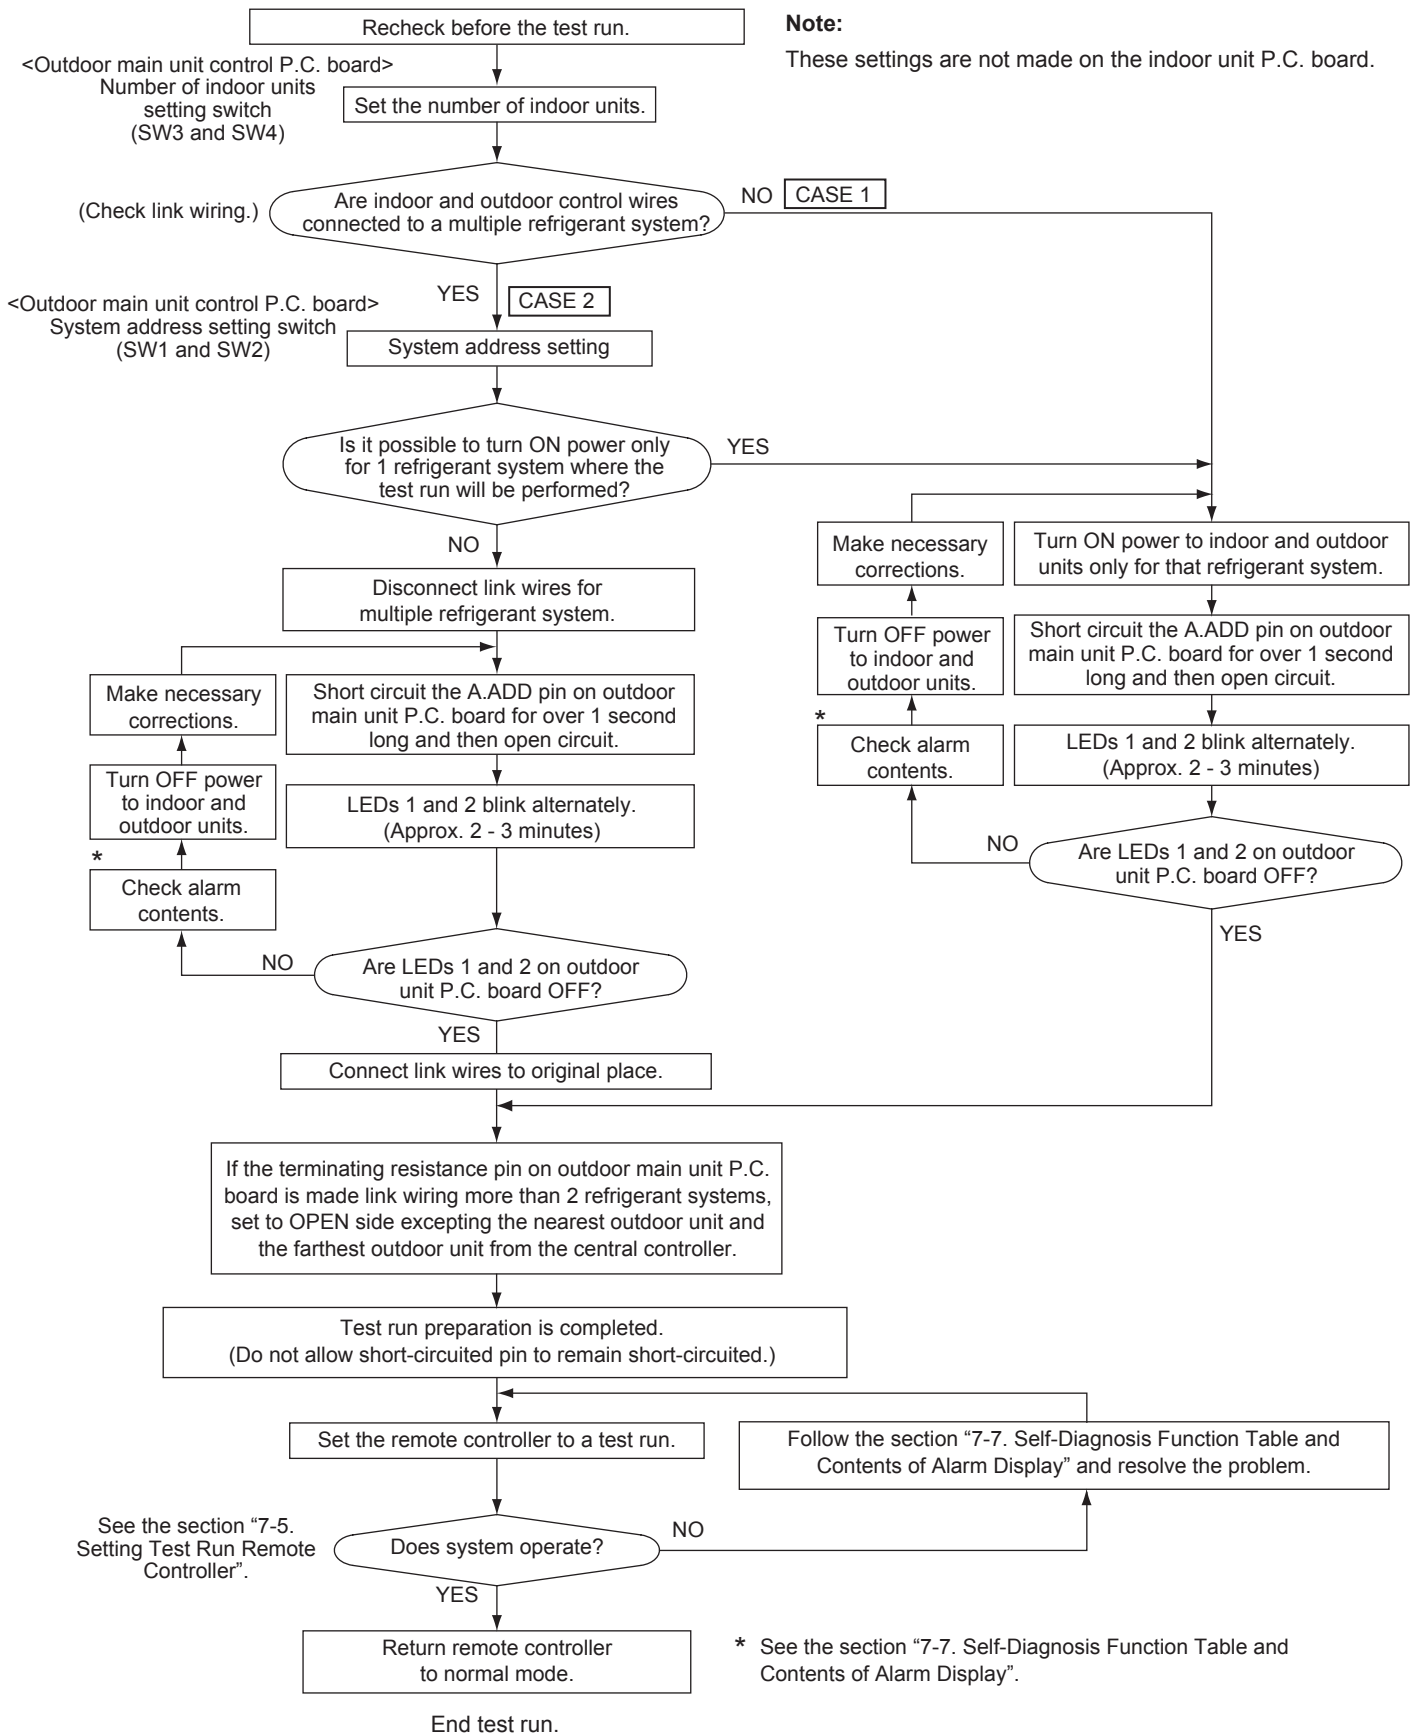 Recheck before the test run.
Note:
These settings are not made on the indoor unit P.C. board.
<Outdoor main unit control P.C. board>
Number of indoor units
setting switch
(SW3 and SW4)
Set the number of indoor units.
(Check link wiring.)
Are indoor and outdoor control wires
connected to a multiple refrigerant system?
NO
CASE 1
YES
CASE 2
<Outdoor main unit control P.C. board>
System address setting switch
(SW1 and SW2)
System address setting
Is it possible to turn ON power only
for 1 refrigerant system where the
test run will be performed?
YES
NO
Disconnect link wires for
multiple refrigerant system.
Make necessary
corrections.
Short circuit the A.ADD pin on outdoor
main unit P.C. board for over 1 second
long and then open circuit.
Turn OFF power
to indoor and
outdoor units.
LEDs 1 and 2 blink alternately.
(Approx. 2 - 3 minutes)
*
Check alarm
contents.
NO
Are LEDs 1 and 2 on outdoor
unit P.C. board OFF?
YES
Connect link wires to original place.
Make necessary
corrections.
Turn ON power to indoor and outdoor
units only for that refrigerant system.
Turn OFF power
to indoor and
outdoor units.
Short circuit the A.ADD pin on outdoor
main unit P.C. board for over 1 second
long and then open circuit.
*
Check alarm
contents.
LEDs 1 and 2 blink alternately.
(Approx. 2 - 3 minutes)
NO
Are LEDs 1 and 2 on outdoor
unit P.C. board OFF?
YES
If the terminating resistance pin on outdoor main unit P.C.
board is made link wiring more than 2 refrigerant systems,
set to OPEN side excepting the nearest outdoor unit and
the farthest outdoor unit from the central controller.
Test run preparation is completed.
(Do not allow short-circuited pin to remain short-circuited.)
Set the remote controller to a test run.
Follow the section “7-7. Self-Diagnosis Function Table and
Contents of Alarm Display” and resolve the problem.
See the section “7-5.
Setting Test Run Remote
Controller”.
Does system operate?
NO
YES
Return remote controller
to normal mode.
* See the section “7-7. Self-Diagnosis Function Table and
Contents of Alarm Display”.
End test run.